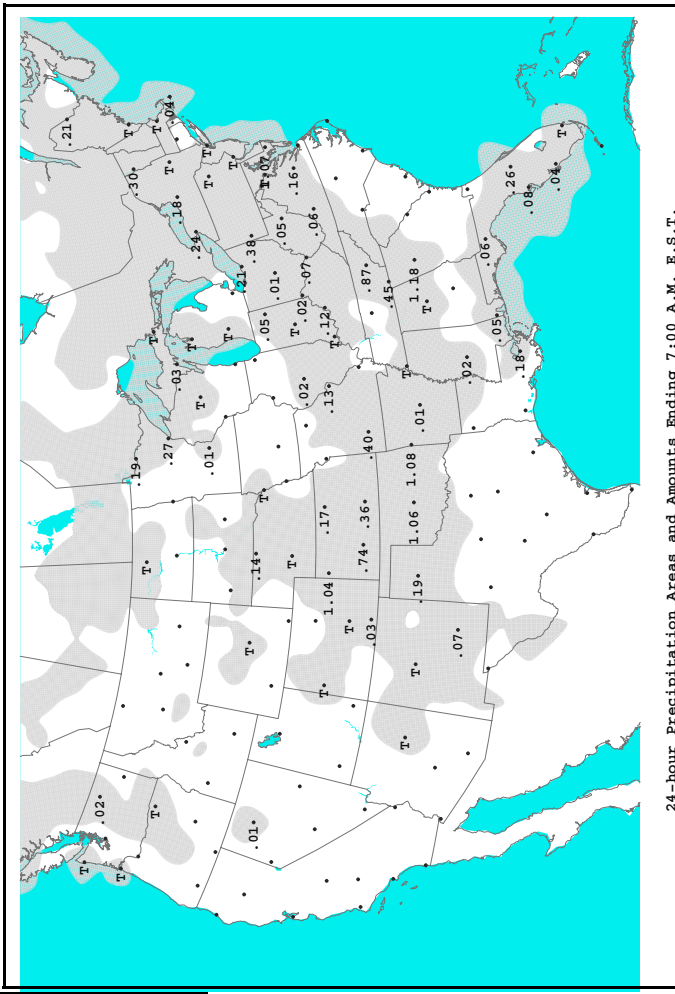 .21
T
.02
T
T
.30
.19
T
T
T
T
.27
T
.04
.03
.18
T
.24
T
T
T
.01
T
T
.21
T
.38
.01
.14
T
.05
T .07
.01
.05
T
T
.16
.02
.02
.07
.06
.17
T
1.04
.13
.12
T
T
.74
.36
.87
.03
.40
.45
T
T
1.08
1.06
1.18
T
.19
.01
T
.07
.02
.06
.05
.26
.18
.08
.04
T
24-hour Precipitation Areas and Amounts Ending 7:00 A.M. E.S.T.